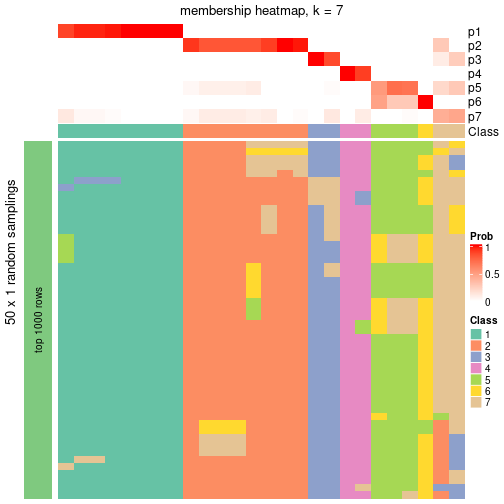 membership heatmap, k = 7
p1
p2
p3
p4
p5
p6
p7
Class
50 x 1 random samplings
top 1000 rows
Prob
1
0.5
0
Class
1
2
3
4
5
6
7